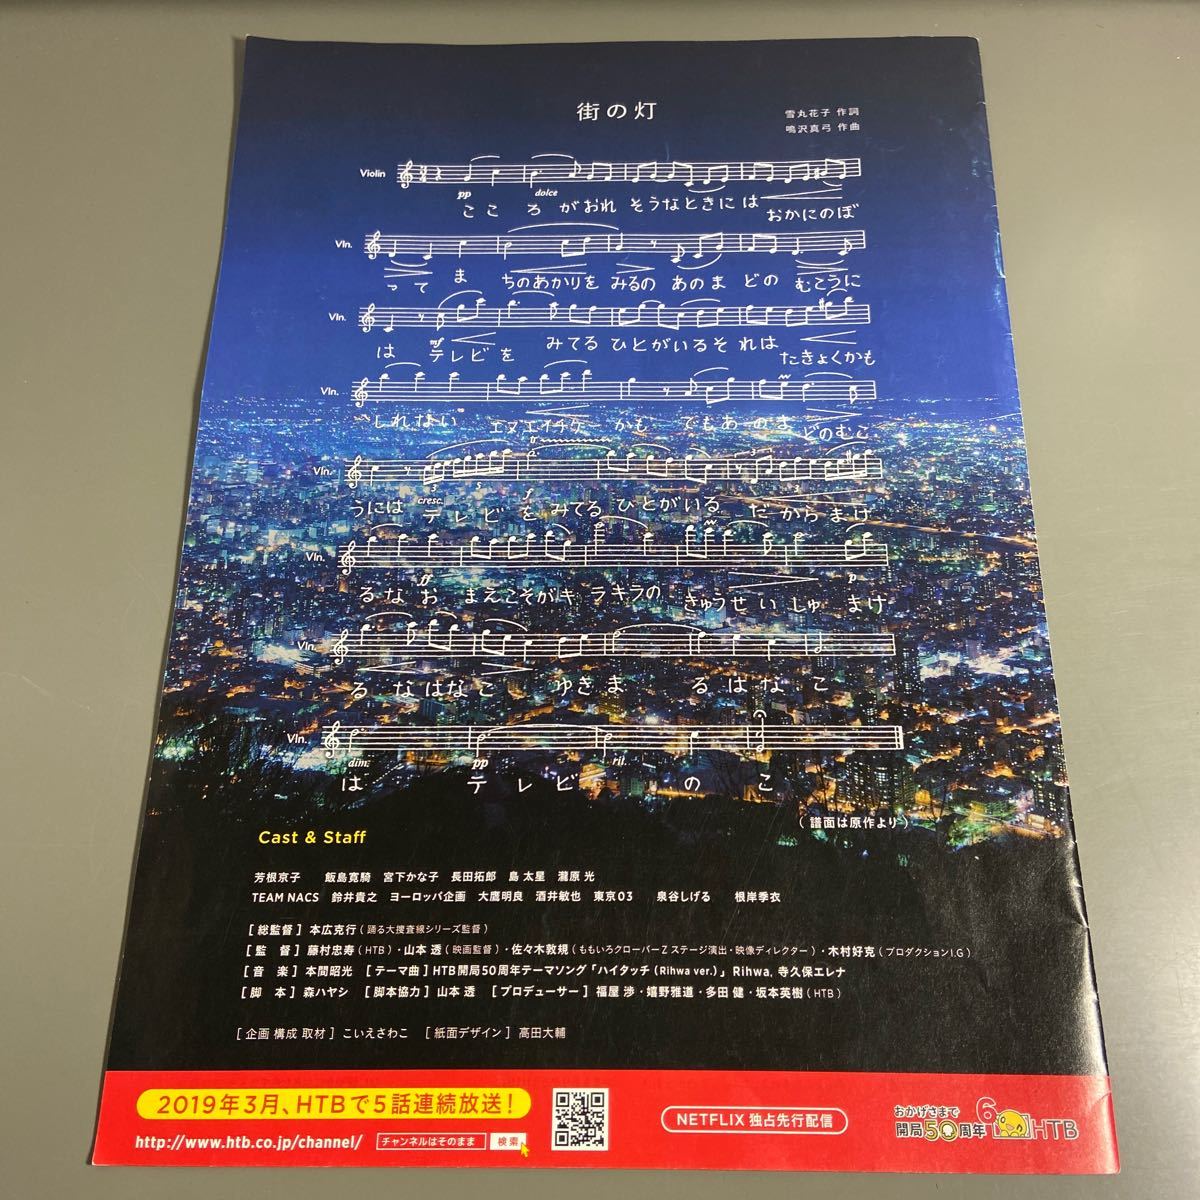 街の灯
雪丸花子 作詞
鳴沢真弓 作曲
Violin
pp
dolce
こころがおれ そうなときには おかにのぼ
Vln.
って ま ちのあかりを みるの あのま どの むこうに
Vln.
mf
は テレビを みてる ひとがいるそ れは たきょくかも
Vln.
しれない エヌエイチケーかも でもあのま どのむこ
Vln.
3
5
3
3
cresc.
f
うには テレビ を みてる ひとがいる だ からまけ
Vln.
ff
p
るな お まえこそがキ ラキラの きゅうせ い しゅ まけ
Vln.
る な はなこ ゆきま る はなこ
Vln.
dim.
pp
rit.
は テレビ の こ
(譜面は原作より)
Cast & Staff
芳根京子 飯島寛騎 宮下かな子 長田拓郎 島 太星 瀧原 光
TEAM NACS 鈴井貴之 ヨーロッパ企画 大鷹明良 酒井敏也 東京03 泉谷しげる 根岸季衣
[総監督] 本広克行(踊る大捜査線シリーズ監督)
[監 督] 藤村忠寿(HTB)・山本 透(映画監督)・佐々木敦規(ももいろクローバーZ ステージ演出・映像ディレクター)・木村好克(プロダクションI.G)
[音 楽] 本間昭光 [テーマ曲] HTB開局50周年テーマソング「ハイタッチ(Rihwa ver.)」Rihwa, 寺久保エレナ
[脚 本] 森ハヤシ [脚本協力] 山本 透 [プロデューサー] 福屋 渉・嬉野雅道・多田 健・坂本英樹(HTB)
[企画 構成 取材] こいえさわこ [紙面デザイン] 高田大輔
2019年3月、HTBで5話連続放送!
http://www.htb.co.jp/channel/
チャンネルはそのまま 検索
NETFLIX 独占先行配信
おかげさまで
開局50周年
6
HTB